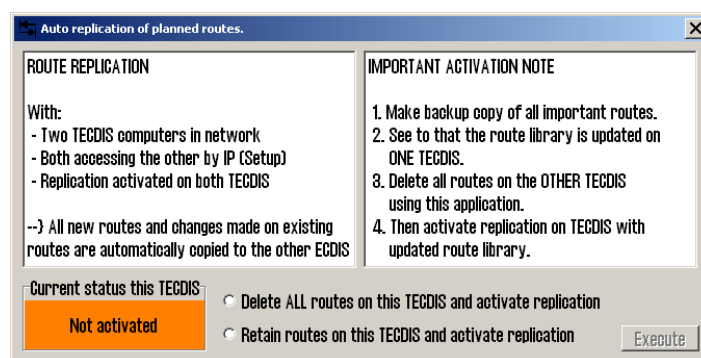 Auto replication of planned routes.
ROUTE REPLICATION
With:
- Two TECDIS computers in network
- Both accessing the other by IP (Setup)
- Replication activated on both TECDIS
--} All new routes and changes made on existing
routes are automatically copied to the other ECDIS
IMPORTANT ACTIVATION NOTE
1. Make backup copy of all important routes.
2. See to that the route library is updated on
ONE TECDIS.
3. Delete all routes on the OTHER TECDIS
using this application.
4. Then activate replication on TECDIS with
updated route library.
Current status this TECDIS
Not activated
Delete ALL routes on this TECDIS and activate replication
Retain routes on this TECDIS and activate replication
Execute